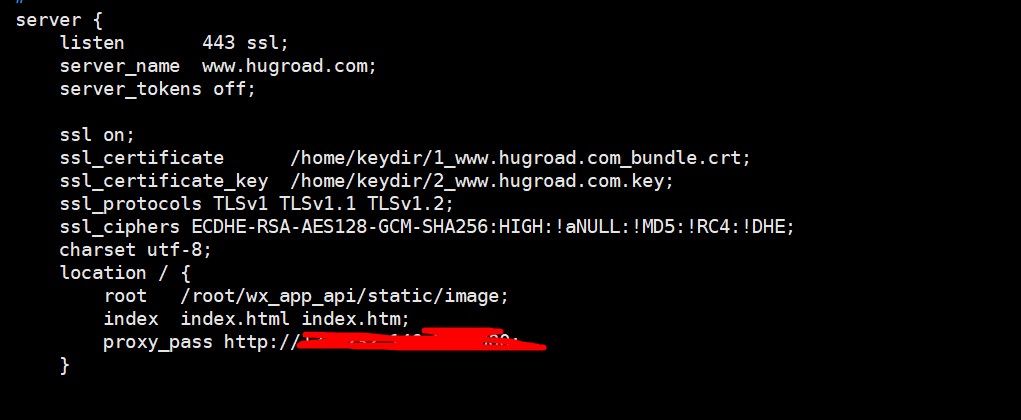 server {
listen 443 ssl;
server_name www.hugroad.com;
server_tokens off;
ssl on;
ssl_certificate /home/keydir/1_www.hugroad.com_bundle.crt;
ssl_certificate_key /home/keydir/2_www.hugroad.com.key;
ssl_protocols TLSv1 TLSv1.1 TLSv1.2;
ssl_ciphers ECDHE-RSA-AES128-GCM-SHA256:HIGH:!aNULL:!MD5:!RC4:!DHE;
charset utf-8;
location / {
root /root/wx_app_api/static/image;
index index.html index.htm;
proxy_pass http://
}